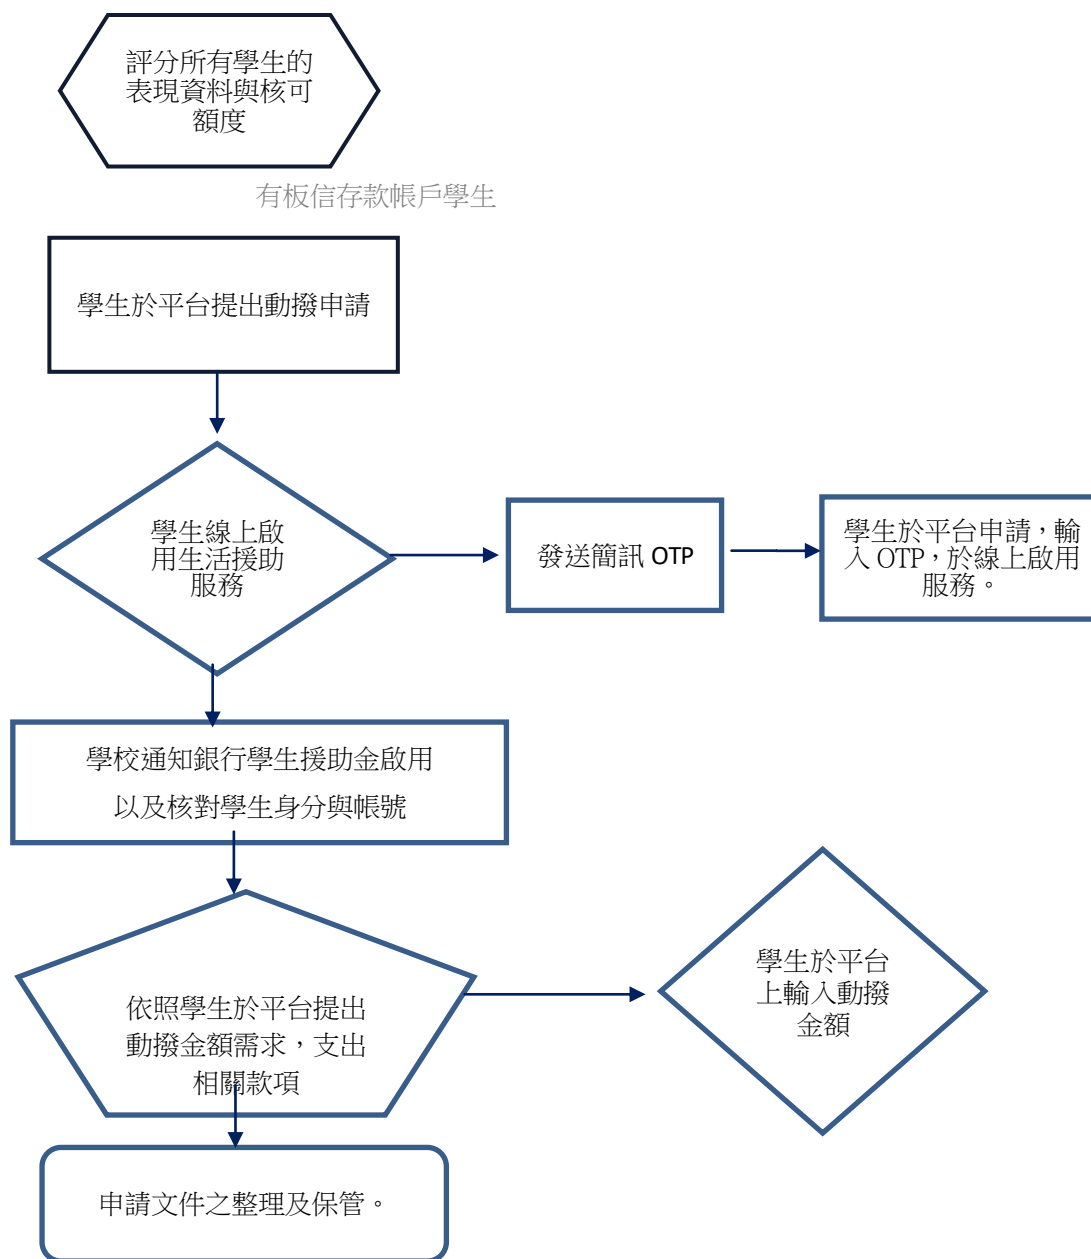 評分所有學生的
表現資料與核可
額度
有板信存款帳戶學生
學生於平台提出動撥申請
學生線上啟
用生活援助
服務
發送簡訊 OTP
學生於平台申請，輸
入 OTP，於線上啟用
服務。
學校通知銀行學生援助金啟用
以及核對學生身分與帳號
依照學生於平台提出
動撥金額需求，支出
相關款項
學生於平台
上輸入動撥
金額
申請文件之整理及保管。